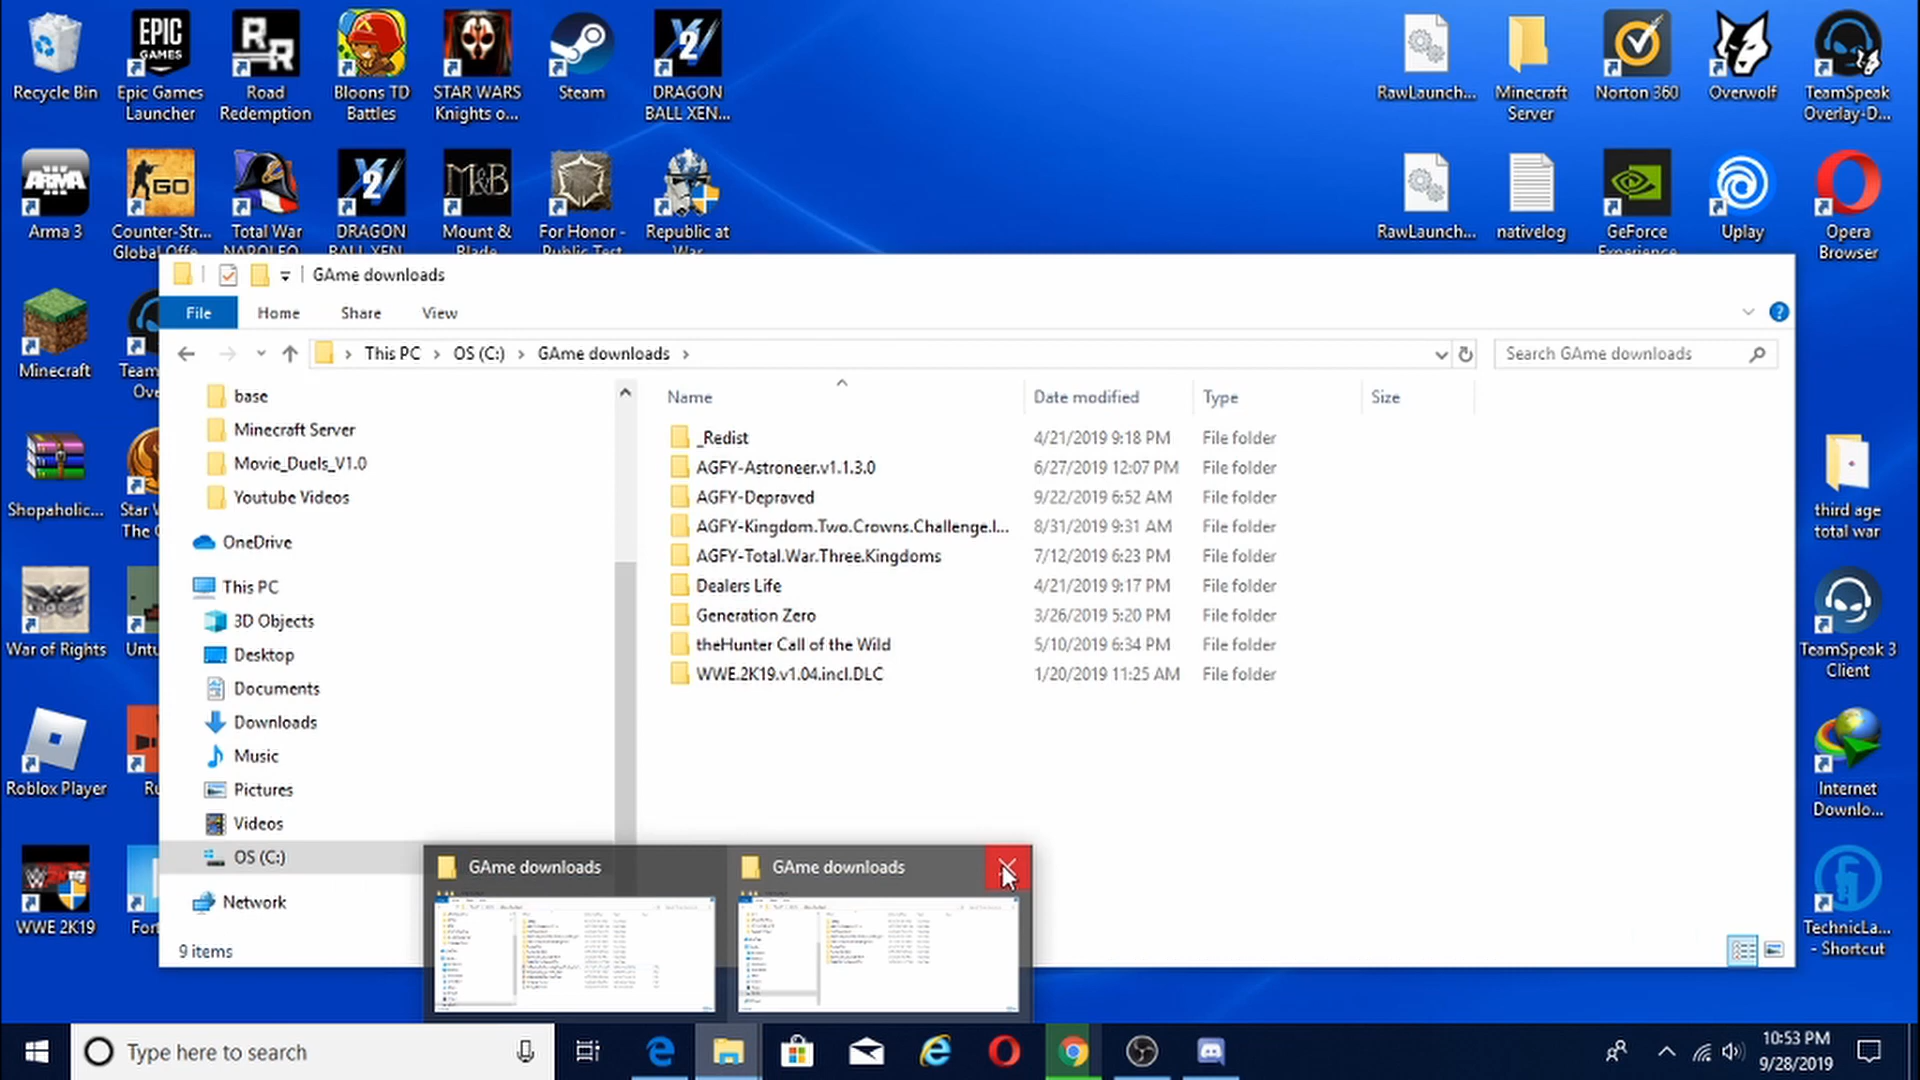 Recycle Bin
Epic Games
Launcher
Road
Redemption
Bloons TD
Battles
STAR WARS
Knights o...
Steam
DRAGON
BALL XEN...
RawLaunch...
Minecraft
Server
Norton 360
Overwolf
TeamSpeak
Overlay-D...
Arma 3
Counter-Str...
Global Offe...
Total War
NAPOLEO...
DRAGON
BALL XEN...
Mount &
Blade
For Honor -
Public Test
Republic at
War
RawLaunch...
nativelog
GeForce
Experience
Uplay
Opera
Browser
EPIC
GAMES
RR
X2
ARMA
GO
X2
M&B
GAme downloads
File
Home
Share
View
This PC
OS (C:)
GAme downloads
Search GAme downloads
base
Minecraft Server
Movie_Duels_V1.0
Youtube Videos
OneDrive
This PC
3D Objects
Desktop
Documents
Downloads
Music
Pictures
Videos
OS (C:)
Network
9 items
Name Date modified Type Size
_Redist 4/21/2019 9:18 PM File folder
AGFY-Astroneer.v1.1.3.0 6/27/2019 12:07 PM File folder
AGFY-Depraved 9/22/2019 6:52 AM File folder
AGFY-Kingdom.Two.Crowns.Challenge.I... 8/31/2019 9:31 AM File folder
AGFY-Total.War.Three.Kingdoms 7/12/2019 6:23 PM File folder
Dealers Life 4/21/2019 9:17 PM File folder
Generation Zero 3/26/2019 5:20 PM File folder
theHunter Call of the Wild 5/10/2019 6:34 PM File folder
WWE.2K19.v1.04.incl.DLC 1/20/2019 11:25 AM File folder
Minecraft
Team
Ov
Shopaholic...
Star W
The C
War of Rights
Untu
Roblox Player
Ru
WWE 2K19
Fort
third age
total war
TeamSpeak 3
Client
Internet
Downlo...
TechnicLa...
- Shortcut
GAme downloads
GAme downloads
Type here to search
10:53 PM
9/28/2019